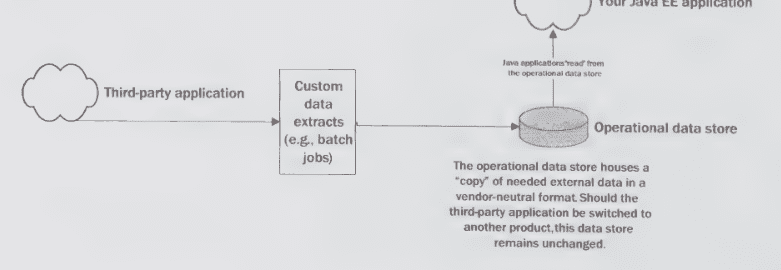 Your Java EE application
Java applications "read" from
the operational data store
Third-party application
Custom
data
extracts
(e.g., batch
jobs)
Operational data store
The operational data store houses a
"copy" of needed external data in a
vendor-neutral format. Should the
third-party application be switched to
another product, this data store
remains unchanged.